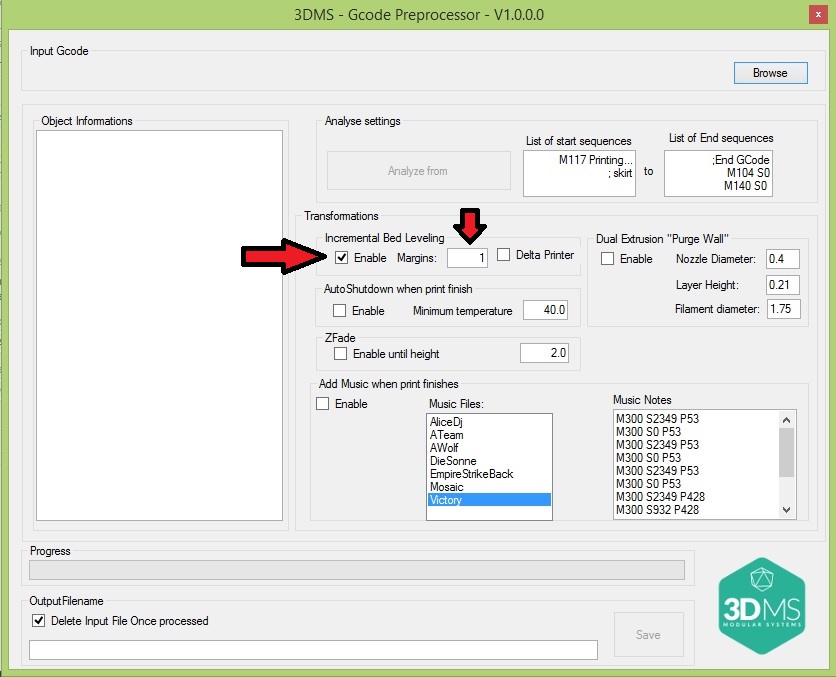 3DMS - Gcode Preprocessor - V1.0.0.0
x
Input Gcode
Browse
Object Informations
Analyse settings
Analyze from
List of start sequences
M117 Printing...
; skirt
to
List of End sequences
;End GCode
M104 S0
M140 S0
Transformations
Incremental Bed Leveling
Enable Margins: 1 Delta Printer
Dual Extrusion "Purge Wall"
Enable Nozzle Diameter: 0.4
Layer Height: 0.21
Filament diameter: 1.75
AutoShutdown when print finish
Enable Minimum temperature 40.0
ZFade
Enable until height 2.0
Add Music when print finishes
Enable
Music Files:
AliceDj
ATeam
AWolf
DieSonne
EmpireStrikeBack
Mosaic
Victory
Music Notes
M300 S2349 P53
M300 S0 P53
M300 S2349 P53
M300 S0 P53
M300 S2349 P53
M300 S0 P53
M300 S2349 P428
M300 S932 P428
Progress
OutputFilename
Delete Input File Once processed
Save
3DMS
MODULAR SYSTEMS